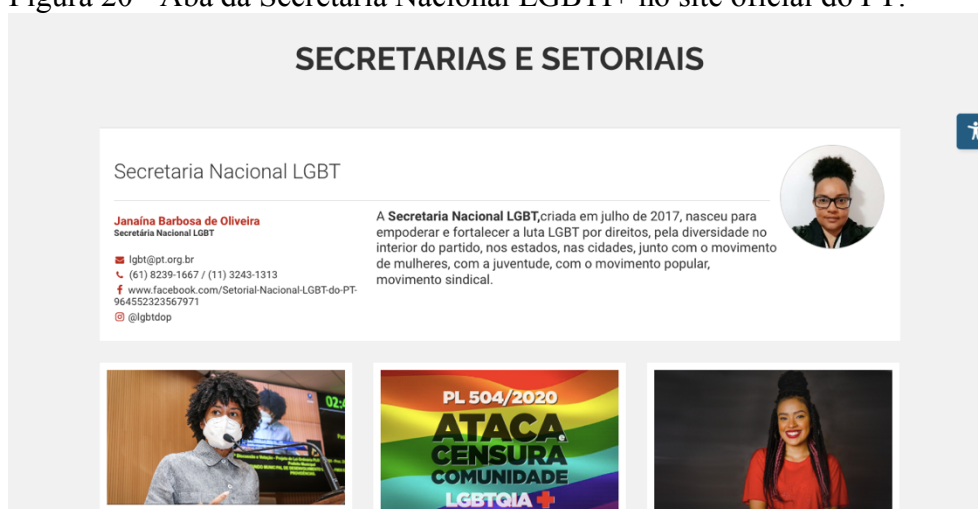 Figura 20 - Aba da Secretaria Nacional LGBTI+ no site oficial do PT.
SECRETARIAS E SETORIAIS
Secretaria Nacional LGBT
Janaína Barbosa de Oliveira
Secretária Nacional LGBT
lgbt@pt.org.br
(61) 8239-1667 / (11) 3243-1313
www.facebook.com/Setorial-Nacional-LGBT-do-PT-
964552323567971
@lgbtdop
A Secretaria Nacional LGBT,criada em julho de 2017, nasceu para
empoderar e fortalecer a luta LGBT por direitos, pela diversidade no
interior do partido, nos estados, nas cidades, junto com o movimento
de mulheres, com a juventude, com o movimento popular,
movimento sindical.
02:
PL 504/2020
ATACA,
CENSURA
COMUNIDADE
LGBTQIA+